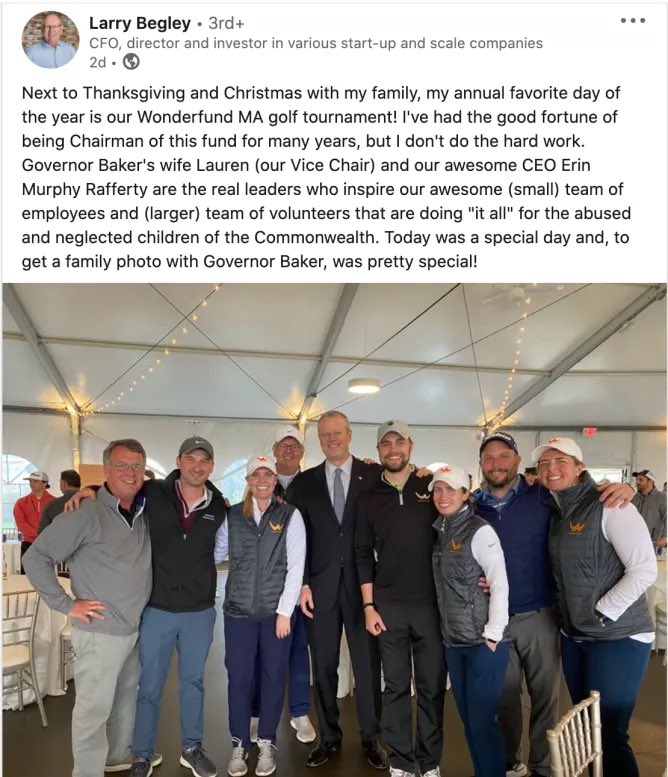 Larry Begley • 3rd+
CFO, director and investor in various start-up and scale companies
2d •
Next to Thanksgiving and Christmas with my family, my annual favorite day of
the year is our Wonderfund MA golf tournament! I've had the good fortune of
being Chairman of this fund for many years, but I don't do the hard work.
Governor Baker's wife Lauren (our Vice Chair) and our awesome CEO Erin
Murphy Rafferty are the real leaders who inspire our awesome (small) team of
employees and (larger) team of volunteers that are doing "it all" for the abused
and neglected children of the Commonwealth. Today was a special day and, to
get a family photo with Governor Baker, was pretty special!